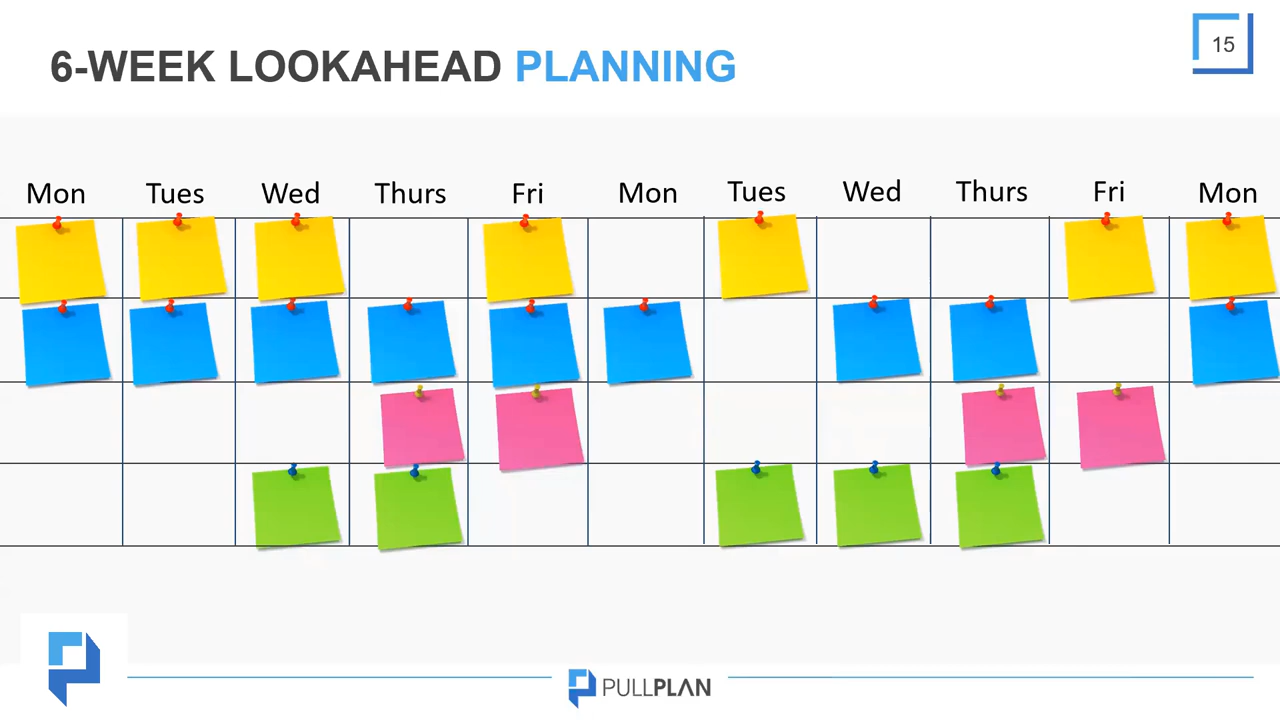 6-WEEK LOOKAHEAD PLANNING
15
Mon Tues Wed Thurs Fri Mon Tues Wed Thurs Fri Mon
PULLPLAN